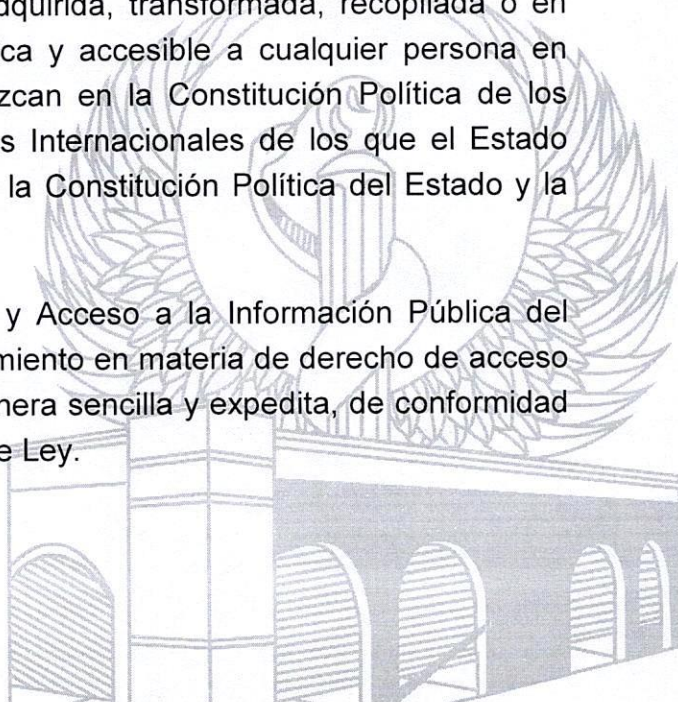 adquirida, transformada, recopilada o en
ca y accesible a cualquier persona en
zcan en la Constitución Política de los
s Internacionales de los que el Estado
la Constitución Política del Estado y la
y Acceso a la Información Pública del
miento en materia de derecho de acceso
nera sencilla y expedita, de conformidad
e Ley.